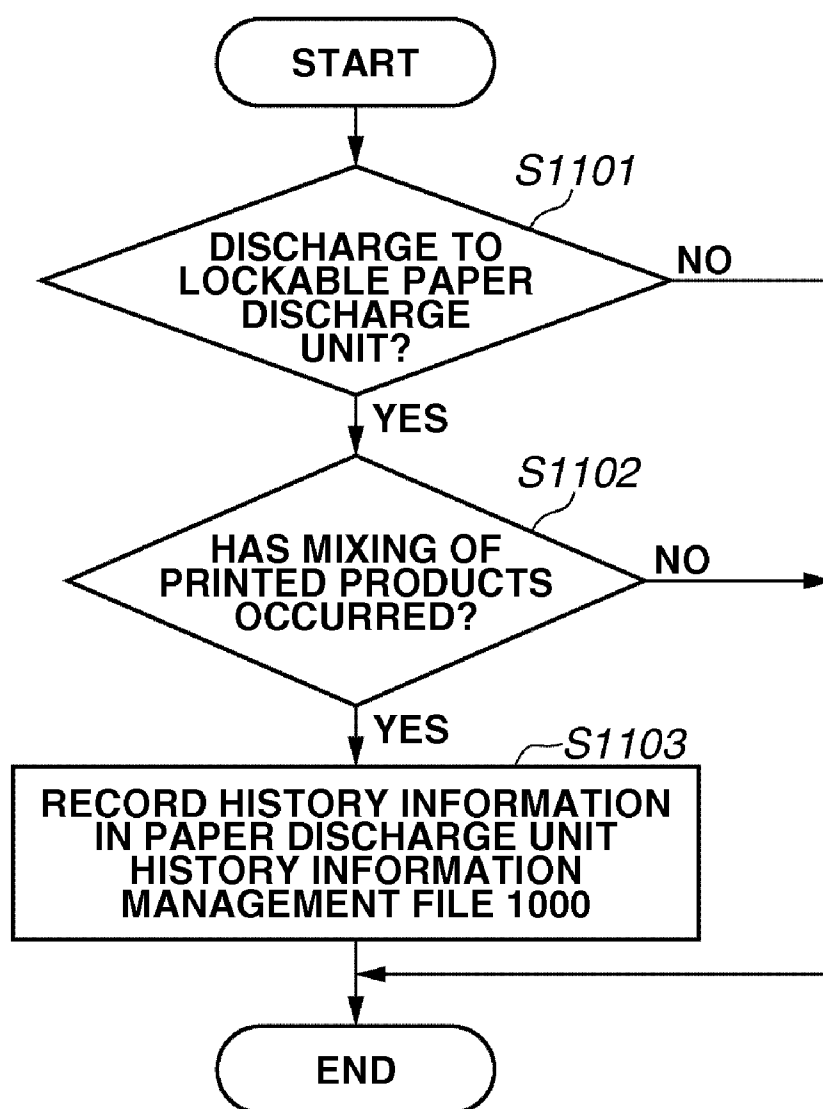 START
S1101
DISCHARGE TO
LOCKABLE PAPER
DISCHARGE
UNIT?
NO
YES
S1102
HAS MIXING OF
PRINTED PRODUCTS
OCCURRED?
NO
YES
S1103
RECORD HISTORY INFORMATION
IN PAPER DISCHARGE UNIT
HISTORY INFORMATION
MANAGEMENT FILE 1000
END